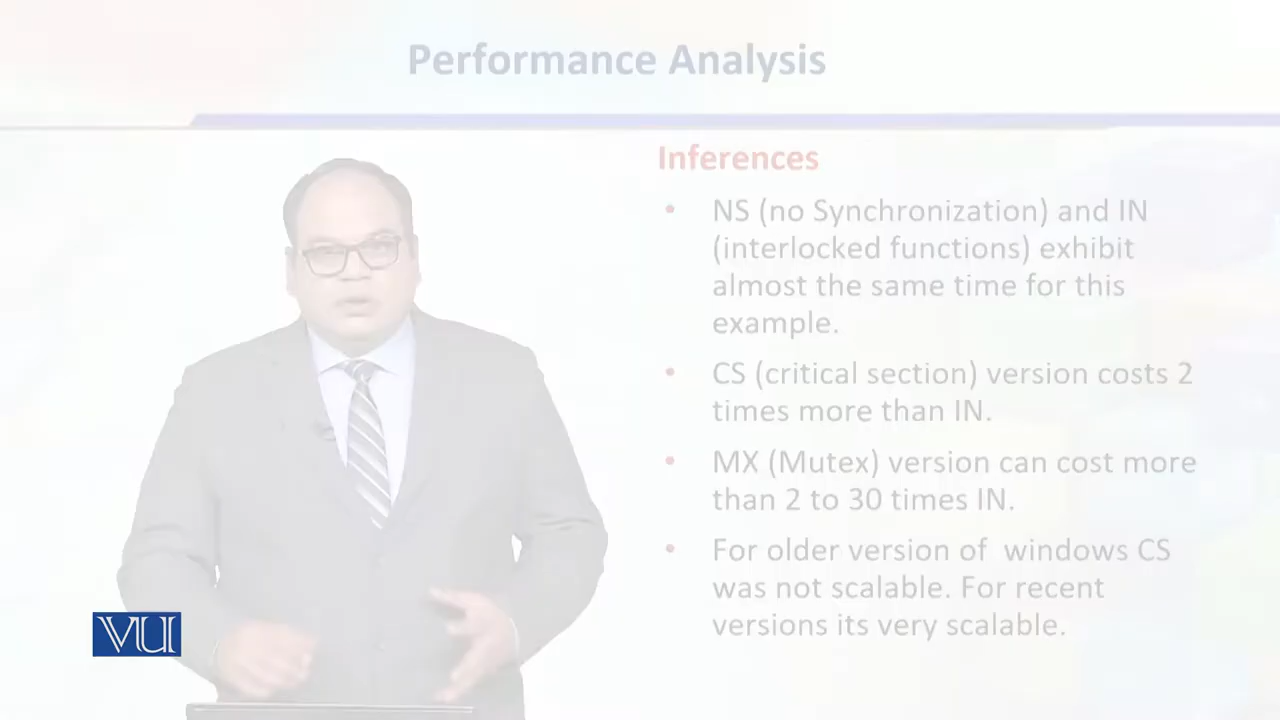 Performance Analysis
Inferences
• NS (no Synchronization) and IN
(interlocked functions) exhibit
almost the same time for this
example.
• CS (critical section) version costs 2
times more than IN.
• MX (Mutex) version can cost more
than 2 to 30 times IN.
• For older version of windows CS
was not scalable. For recent
versions its very scalable.
VU